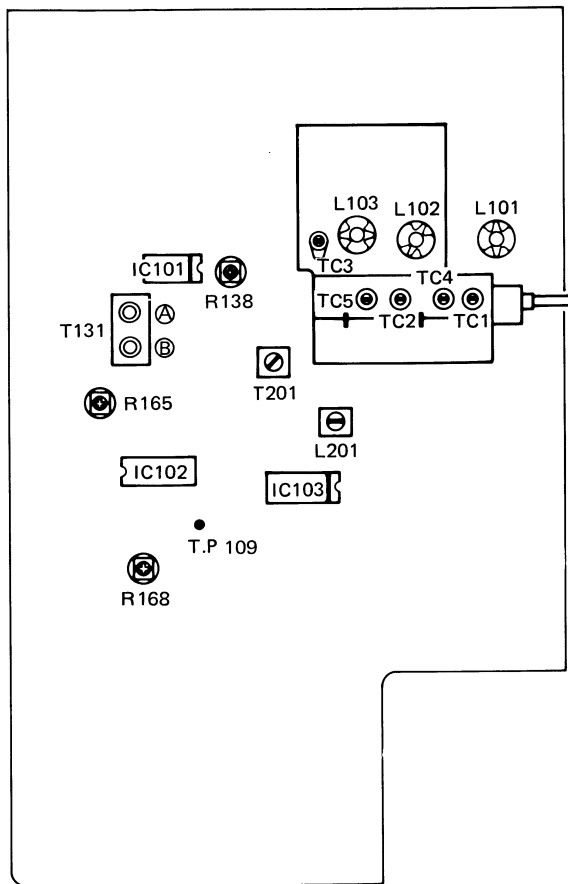 L103
L102
L101
IC101
TC3
R138
TC4
TC5
TC2
TC1
T131
A
B
T201
R165
L201
IC102
IC103
T.P 109
R168